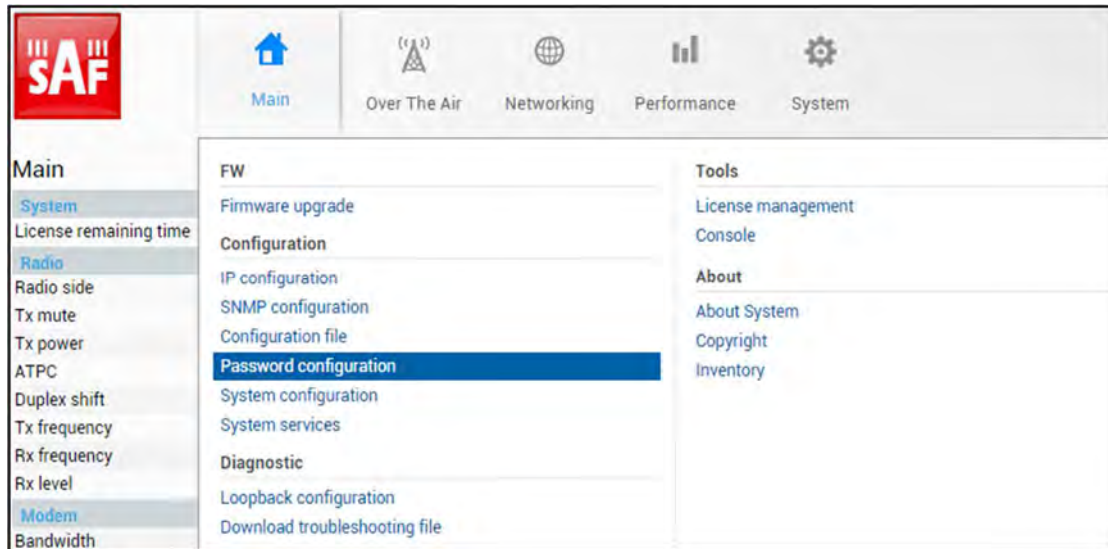 SAF
Main
Over The Air
Networking
Performance
System
Main
System
License remaining time
Radio
Radio side
Tx mute
Tx power
ATPC
Duplex shift
Tx frequency
Rx frequency
Rx level
Modem
Bandwidth
FW
Firmware upgrade
Configuration
IP configuration
SNMP configuration
Configuration file
Password configuration
System configuration
System services
Diagnostic
Loopback configuration
Download troubleshooting file
Tools
License management
Console
About
About System
Copyright
Inventory